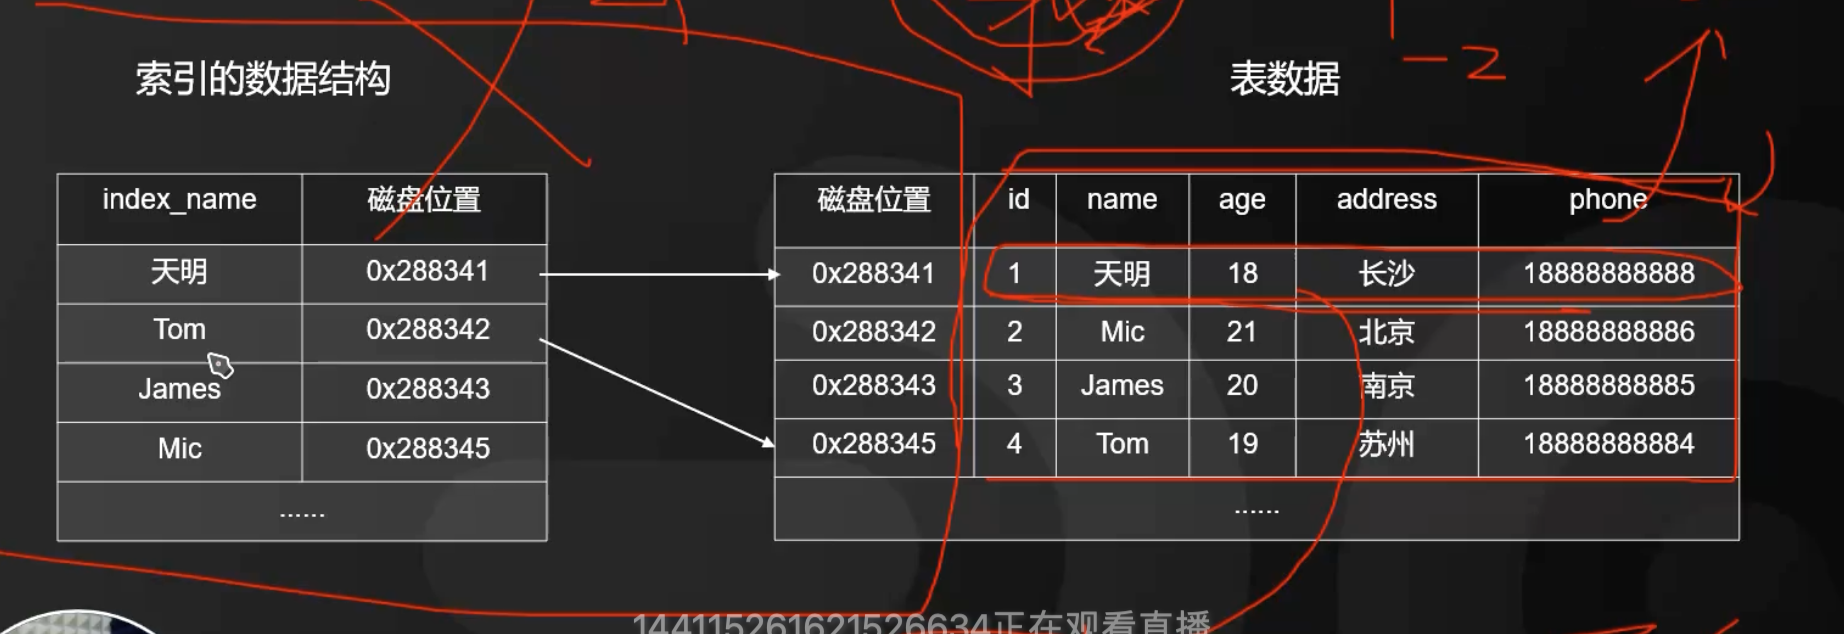 索引的数据结构
表数据
-2
index_name 磁盘位置
天明 0x288341
Tom 0x288342
James 0x288343
Mic 0x288345
......
磁盘位置 id name age address phone
0x288341 1 天明 18 长沙 18888888888
0x288342 2 Mic 21 北京 18888888886
0x288343 3 James 20 南京 18888888885
0x288345 4 Tom 19 苏州 18888888884
......
144115261621526634正在观看直播